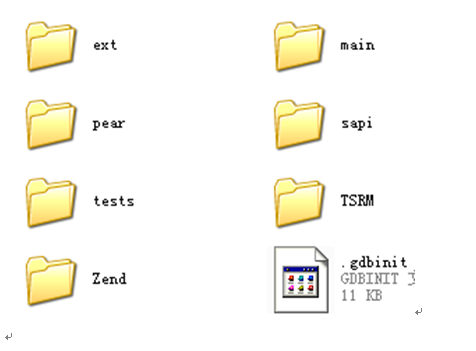 ext
main
pear
sapi
tests
TSRM
Zend
.gdbinit
GDBINIT
11 KB